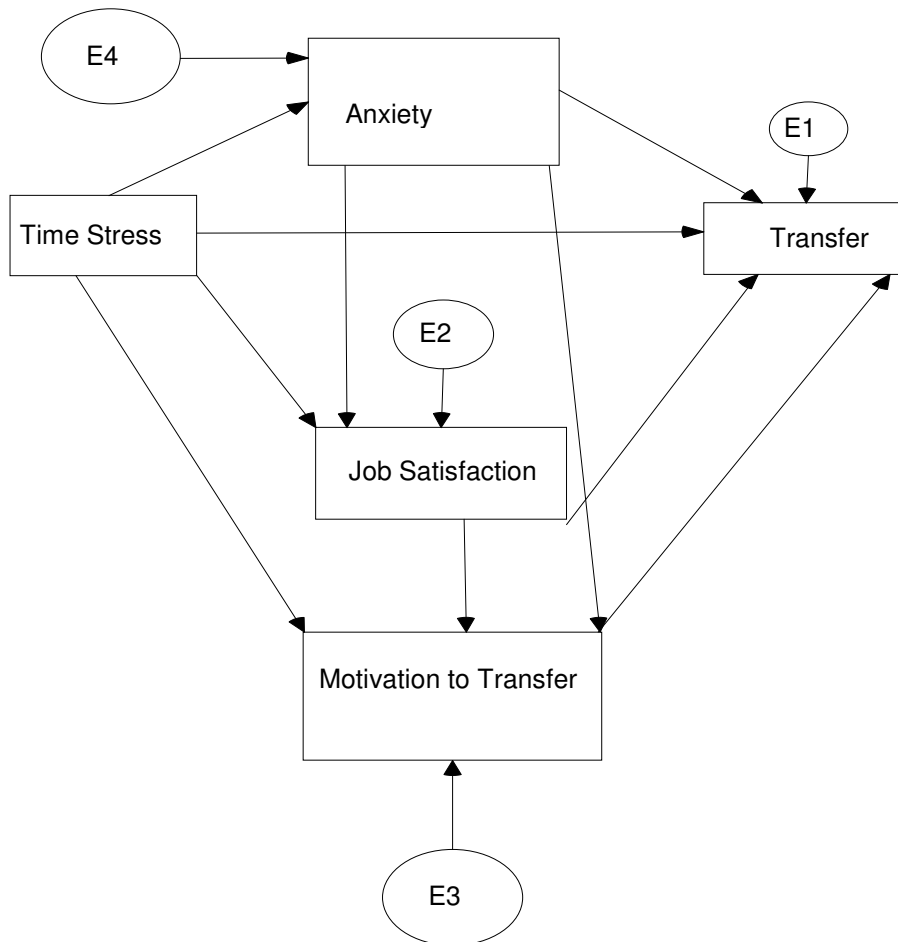 E4
Anxiety
E1
Time Stress
Transfer
E2
Job Satisfaction
Motivation to Transfer
E3